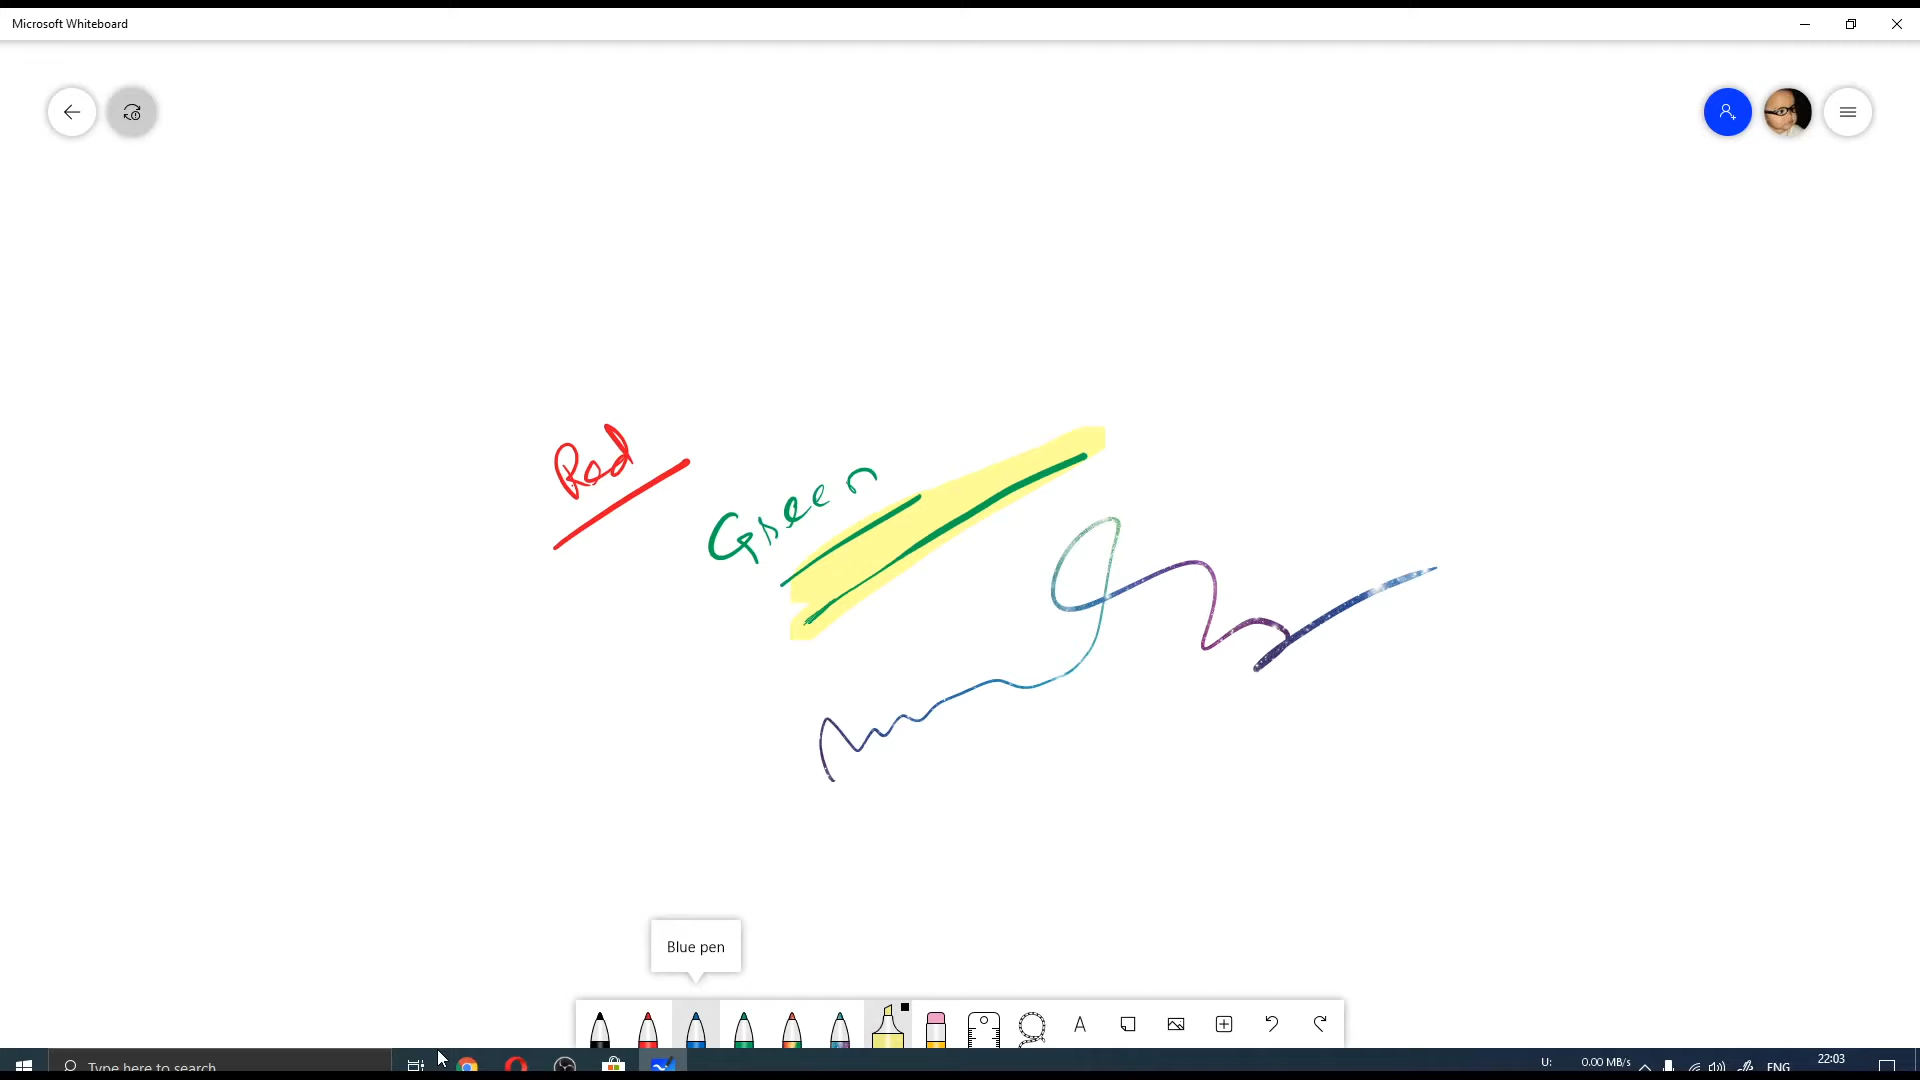 Microsoft Whiteboard
Red
Green
Blue pen
A
Type here to search
U: 0.00 MB/s
ENG
22:03